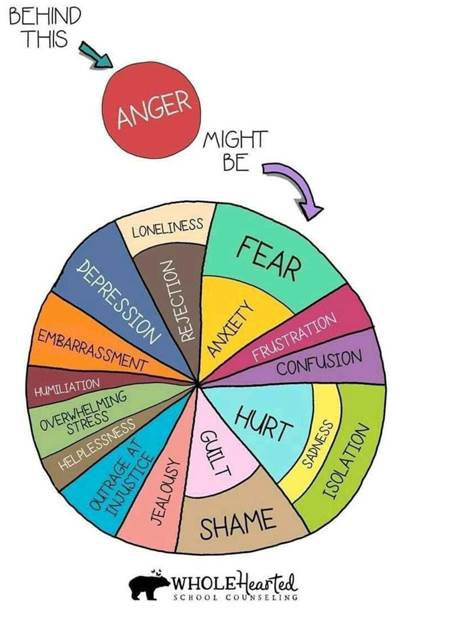 BEHIND
THIS
ANGER
MIGHT
BE
LONELINESS
REJECTION
FEAR
ANXIETY
FRUSTRATION
CONFUSION
HURT
SADNESS
ISOLATION
GUILT
SHAME
JEALOUSY
OUTRAGE AT
INJUSTICE
HELPLESSNESS
OVERWHELMING
STRESS
HUMILIATION
EMBARRASSMENT
DEPRESSION
WHOLEHearted
SCHOOL COUNSELING